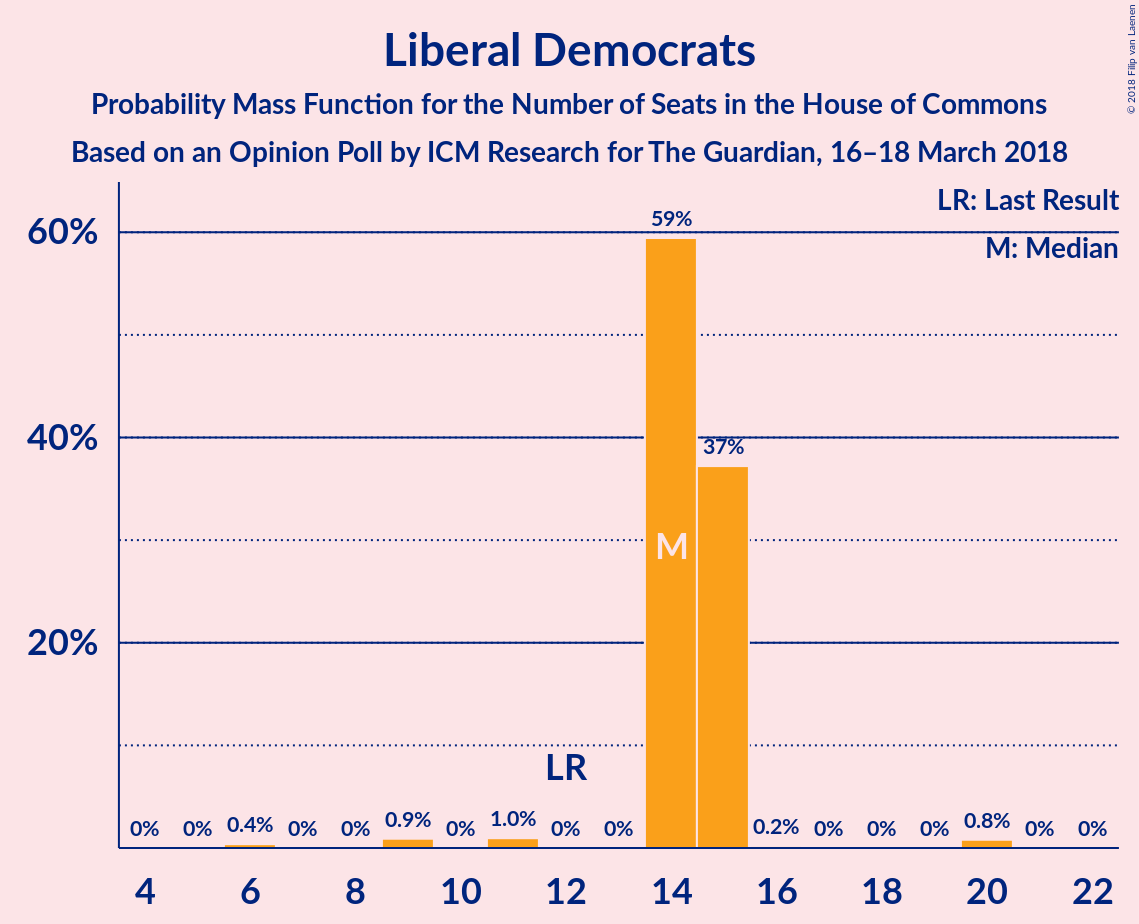 Liberal Democrats
Probability Mass Function for the Number of Seats in the House of Commons
Based on an Opinion Poll by ICM Research for The Guardian, 16–18 March 2018
© 2018 Filip van Laenen
LR: Last Result
M: Median
60%
40%
20%
0% 0% 0.4% 0% 0% 0.9% 0% 1.0% 0% 0% 59% 37% 0.2% 0% 0% 0% 0.8% 0% 0%
M
LR
4 6 8 10 12 14 16 18 20 22